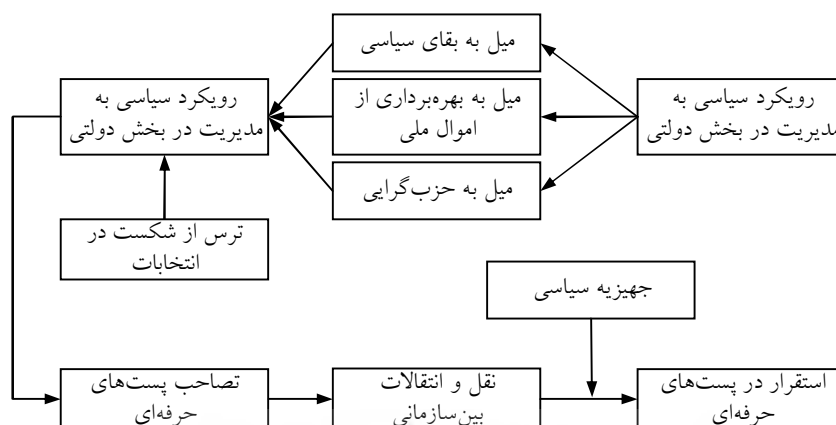 میل به بقای سیاسی
رویکرد سیاسی به
مدیریت در بخش دولتی
میل به بهره‌برداری از
اموال ملی
رویکرد سیاسی به
مدیریت در بخش دولتی
میل به حزب‌گرایی
ترس از شکست در
انتخابات
جهیزیه سیاسی
استقرار در پست‌های
حرفه‌ای
نقل و انتقالات
بین‌سازمانی
تصاحب پست‌های
حرفه‌ای